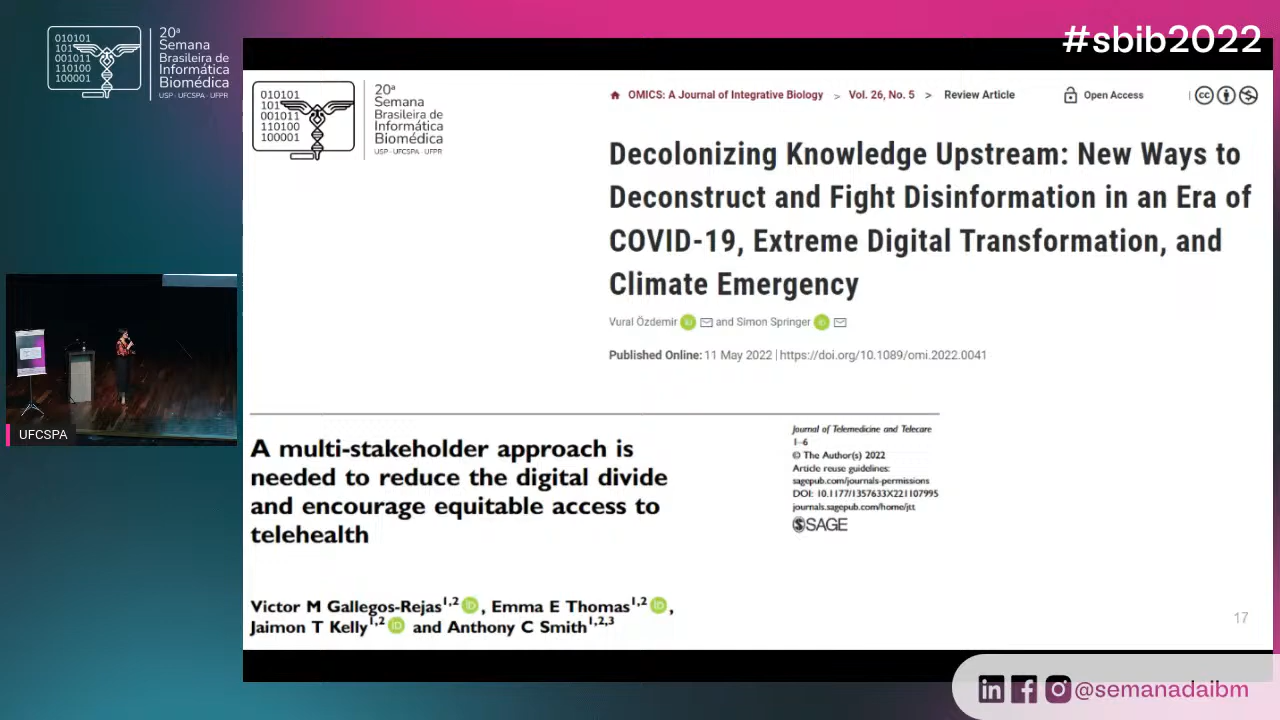 #sbib2022
010101
101
001011
110100
100001
20ª
Semana
Brasileira de
Informática
Biomédica
USP · UFCSPA · UFPR
010101
101
001011
110100
100001
20ª
Semana
Brasileira de
Informática
Biomédica
USP · UFCSPA · UFPR
OMICS: A Journal of Integrative Biology > Vol. 26, No. 5 > Review Article
Open Access
Decolonizing Knowledge Upstream: New Ways to
Deconstruct and Fight Disinformation in an Era of
COVID-19, Extreme Digital Transformation, and
Climate Emergency
Vural Özdemir iD and Simon Springer iD
Published Online: 11 May 2022 | https://doi.org/10.1089/omi.2022.0041
UFCSPA
A multi-stakeholder approach is
needed to reduce the digital divide
and encourage equitable access to
telehealth
Journal of Telemedicine and Telecare
1–6
© The Author(s) 2022
Article reuse guidelines:
sagepub.com/journals-permissions
DOI: 10.1177/1357633X221107995
journals.sagepub.com/home/jtt
SAGE
Victor M Gallegos-Rejas1,2 iD, Emma E Thomas1,2 iD,
Jaimon T Kelly1,2 iD and Anthony C Smith1,2,3
17
@semanadaibm